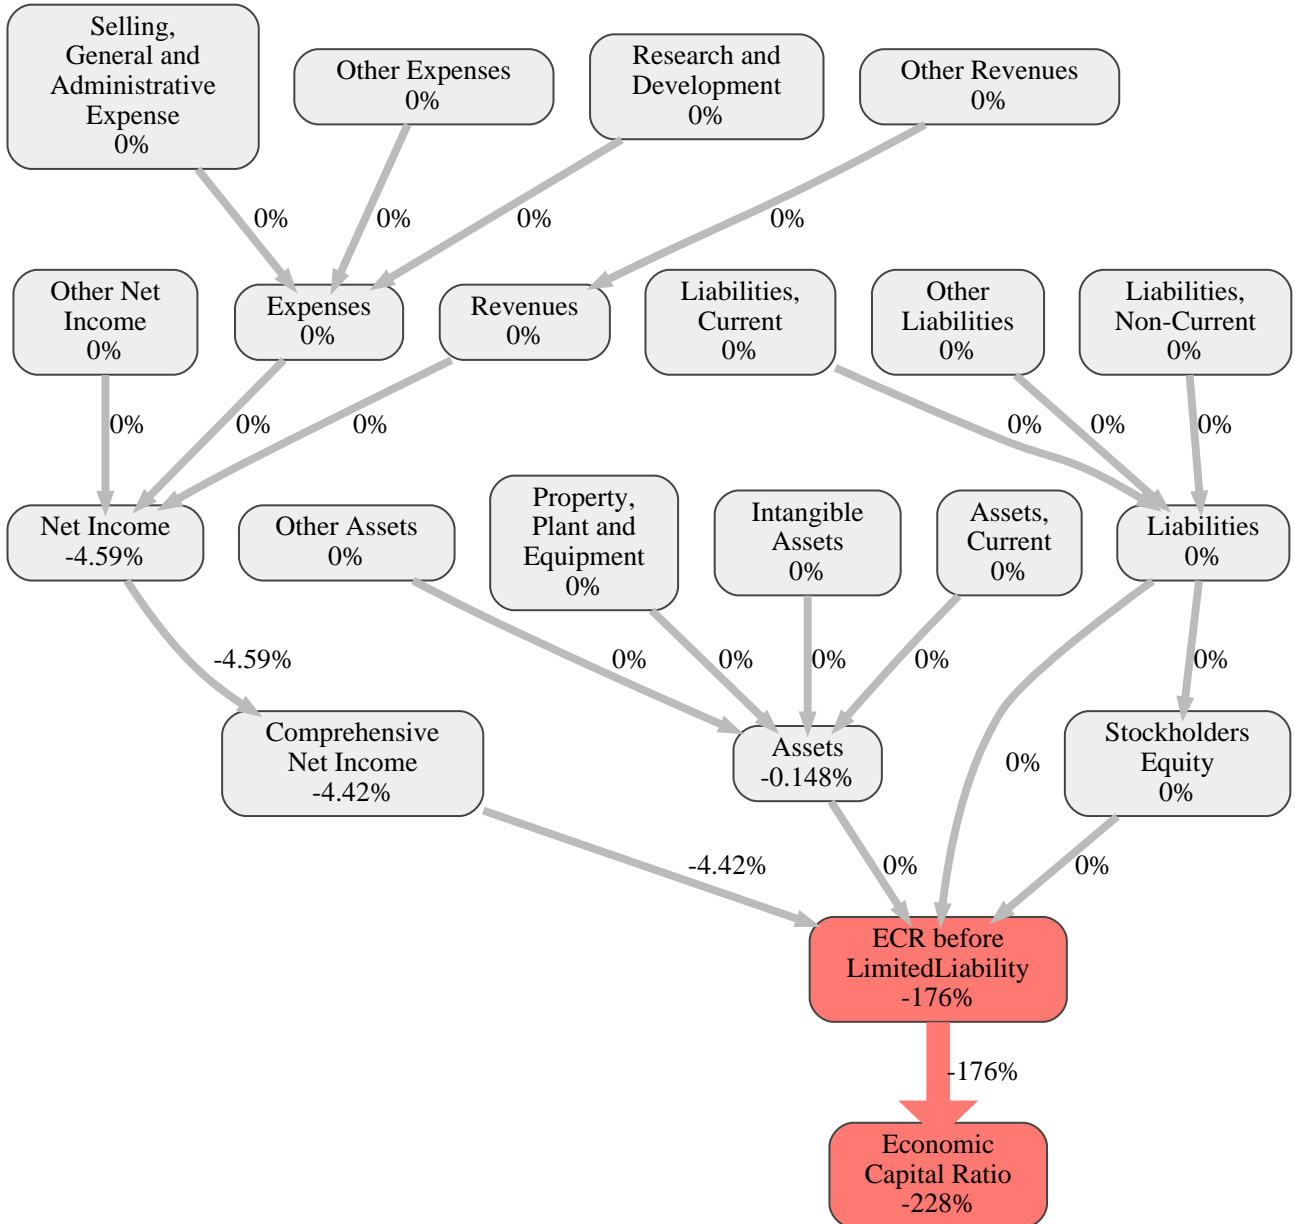 Selling,
General and
Administrative
Expense
0%
Other Expenses
0%
Research and
Development
0%
Other Revenues
0%
0%
0%
0%
0%
Other Net
Income
0%
Expenses
0%
Revenues
0%
Liabilities,
Current
0%
Other
Liabilities
0%
Liabilities,
Non-Current
0%
0%
0%
0%
0%
0%
0%
Net Income
-4.59%
Other Assets
0%
Property,
Plant and
Equipment
0%
Intangible
Assets
0%
Assets,
Current
0%
Liabilities
0%
-4.59%
0%
0%
0%
0%
0%
Comprehensive
Net Income
-4.42%
Assets
-0.148%
0%
Stockholders
Equity
0%
-4.42%
0%
0%
ECR before
LimitedLiability
-176%
-176%
Economic
Capital Ratio
-228%